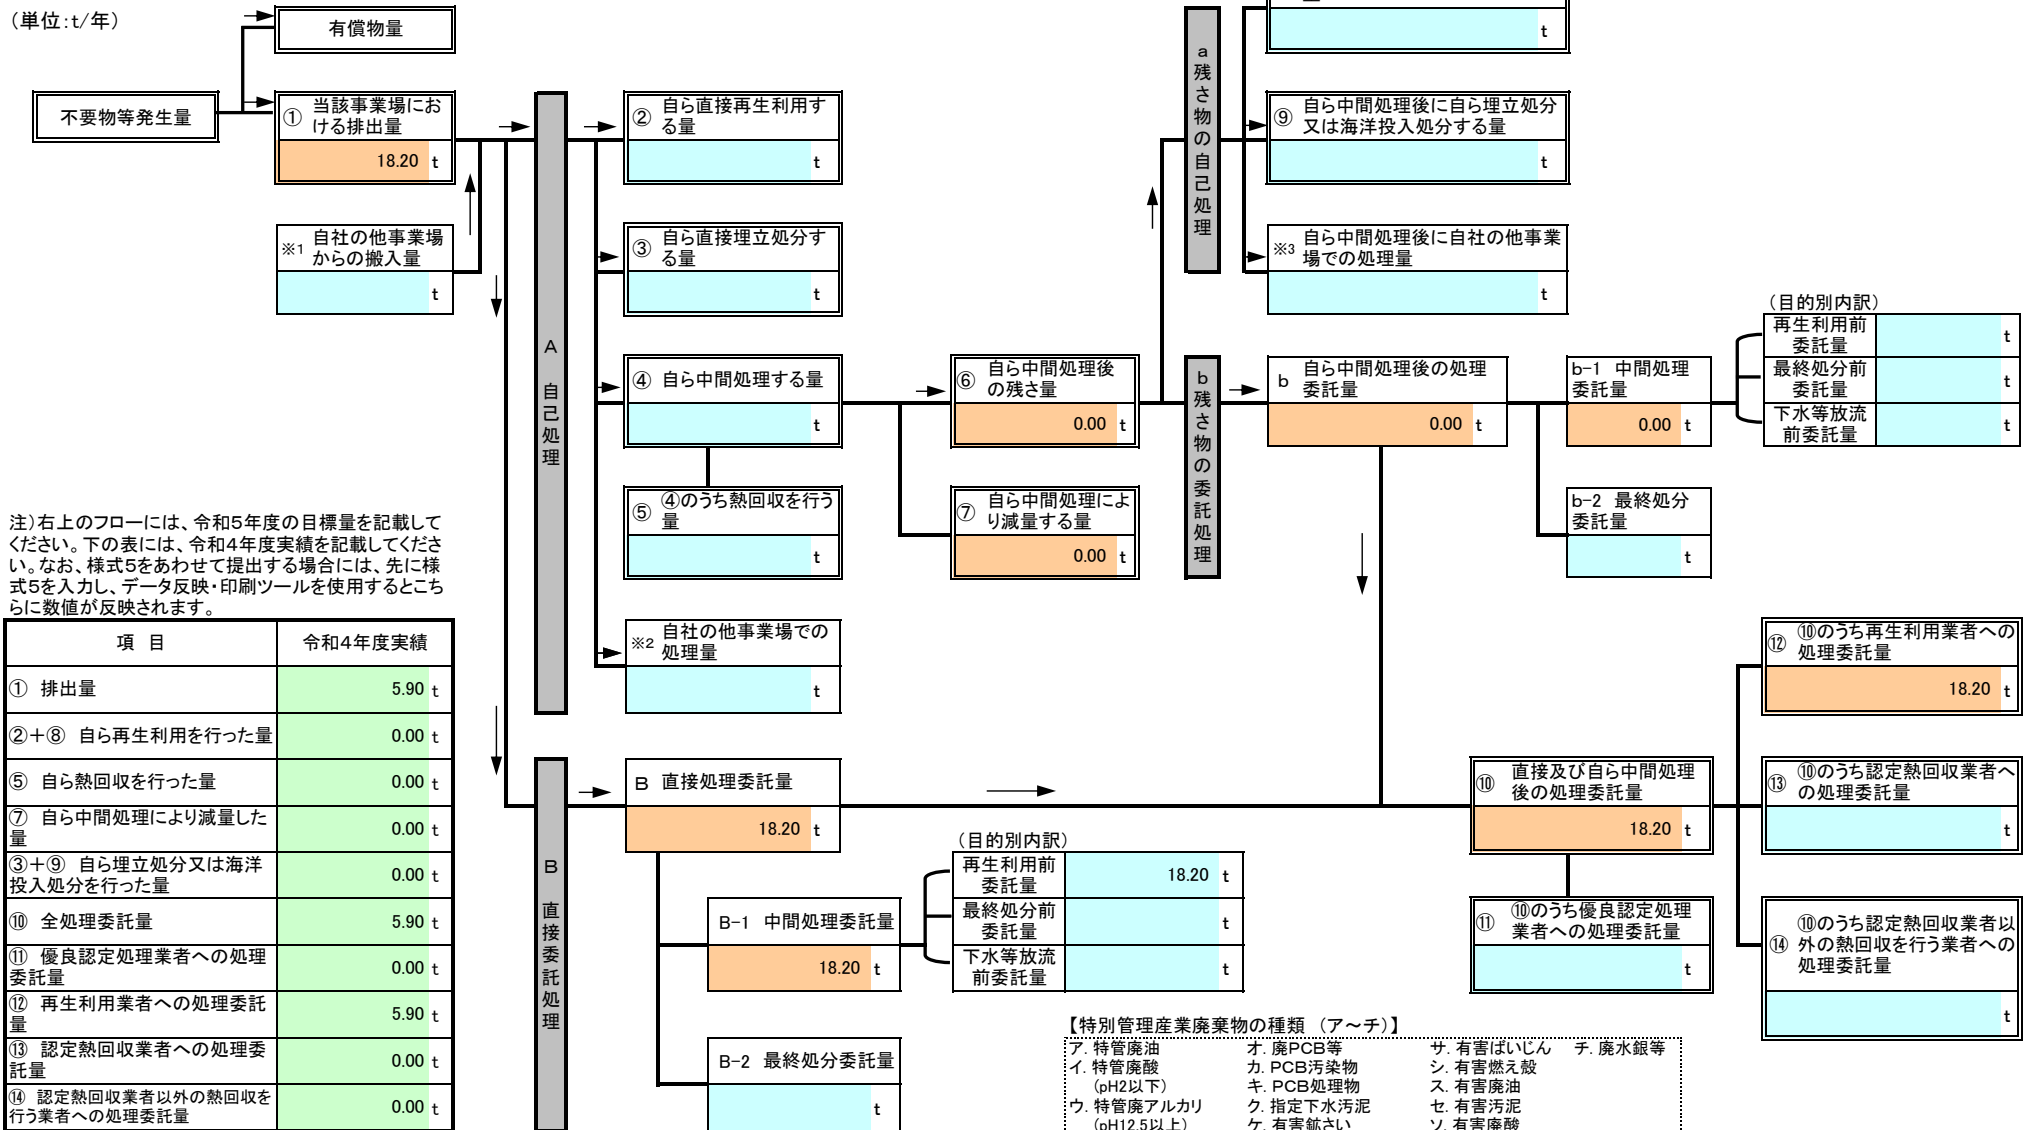 （単位:t/年）
有償物量
t
不要物等発生量
① 当該事業場における排出量
18.20 t
※1 自社の他事業場からの搬入量
t
A 自己処理
② 自ら直接再生利用する量
t
③ 自ら直接埋立処分する量
t
④ 自ら中間処理する量
t
⑤ ④のうち熱回収を行う量
t
※2 自社の他事業場での処理量
t
⑥ 自ら中間処理後の残さ量
0.00 t
⑦ 自ら中間処理により減量する量
0.00 t
a残さ物の自己処理
⑨ 自ら中間処理後に自ら埋立処分又は海洋投入処分する量
t
※3 自ら中間処理後に自社の他事業場での処理量
t
b残さ物の委託処理
b 自ら中間処理後の処理委託量
0.00 t
b-1 中間処理委託量
0.00 t
b-2 最終処分委託量
t
（目的別内訳）
再生利用前委託量 t
最終処分前委託量 t
下水等放流前委託量 t
注）右上のフローには、令和5年度の目標量を記載して
ください。下の表には、令和4年度実績を記載してくださ
い。なお、様式5をあわせて提出する場合には、先に様
式5を入力し、データ反映・印刷ツールを使用するとこち
らに数値が反映されます。
項 目 令和4年度実績
① 排出量 5.90 t
②＋⑧ 自ら再生利用を行った量 0.00 t
⑤ 自ら熱回収を行った量 0.00 t
⑦ 自ら中間処理により減量した量 0.00 t
③＋⑨ 自ら埋立処分又は海洋投入処分を行った量 0.00 t
⑩ 全処理委託量 5.90 t
⑪ 優良認定処理業者への処理委託量 0.00 t
⑫ 再生利用業者への処理委託量 5.90 t
⑬ 認定熱回収業者への処理委託量 0.00 t
⑭ 認定熱回収業者以外の熱回収を行う業者への処理委託量 0.00 t
B 直接委託処理
B 直接処理委託量
18.20 t
B-1 中間処理委託量
18.20 t
B-2 最終処分委託量
t
（目的別内訳）
再生利用前委託量 18.20 t
最終処分前委託量 t
下水等放流前委託量 t
⑩ 直接及び自ら中間処理後の処理委託量
18.20 t
⑪ ⑩のうち優良認定処理業者への処理委託量
t
⑫ ⑩のうち再生利用業者への処理委託量
18.20 t
⑬ ⑩のうち認定熱回収業者への処理委託量
t
⑭ ⑩のうち認定熱回収業者以外の熱回収を行う業者への処理委託量
t
【特別管理産業廃棄物の種類 （ア～チ）】
ア. 特管廃油 オ. 廃PCB等 サ. 有害ばいじん チ. 廃水銀等
イ. 特管廃酸 カ. PCB汚染物 シ. 有害燃え殻
（pH2以下） キ. PCB処理物 ス. 有害廃油
ウ. 特管廃アルカリ ク. 指定下水汚泥 セ. 有害汚泥
（pH12.5以上） ケ. 有害鉱さい ソ. 有害廃酸